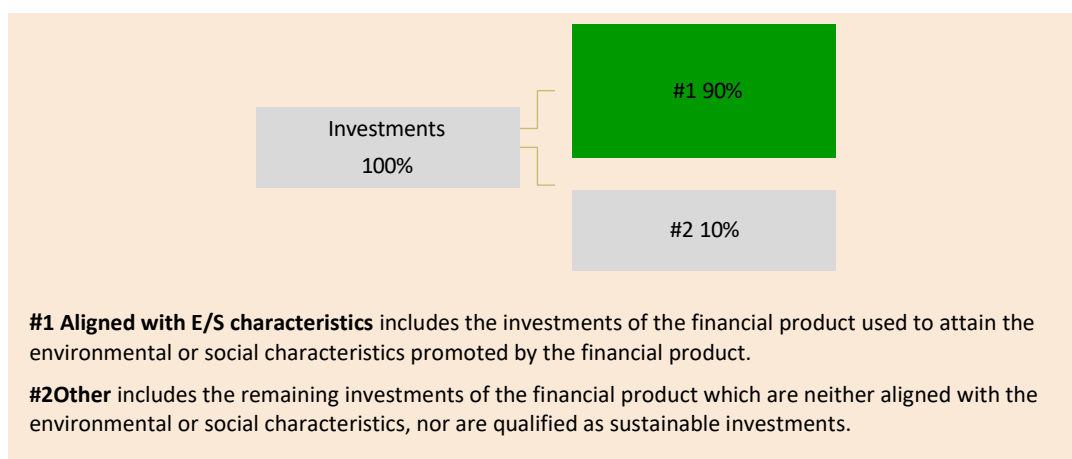 #1 90%
Investments
100%
#2 10%
#1 Aligned with E/S characteristics includes the investments of the financial product used to attain the
environmental or social characteristics promoted by the financial product.
#2Other includes the remaining investments of the financial product which are neither aligned with the
environmental or social characteristics, nor are qualified as sustainable investments.